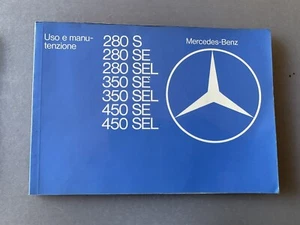 Uso e manu-
tenzione
280 S
280 SE
280 SEL
350 SE
350 SEL
450 SE
450 SEL
Mercedes-Benz